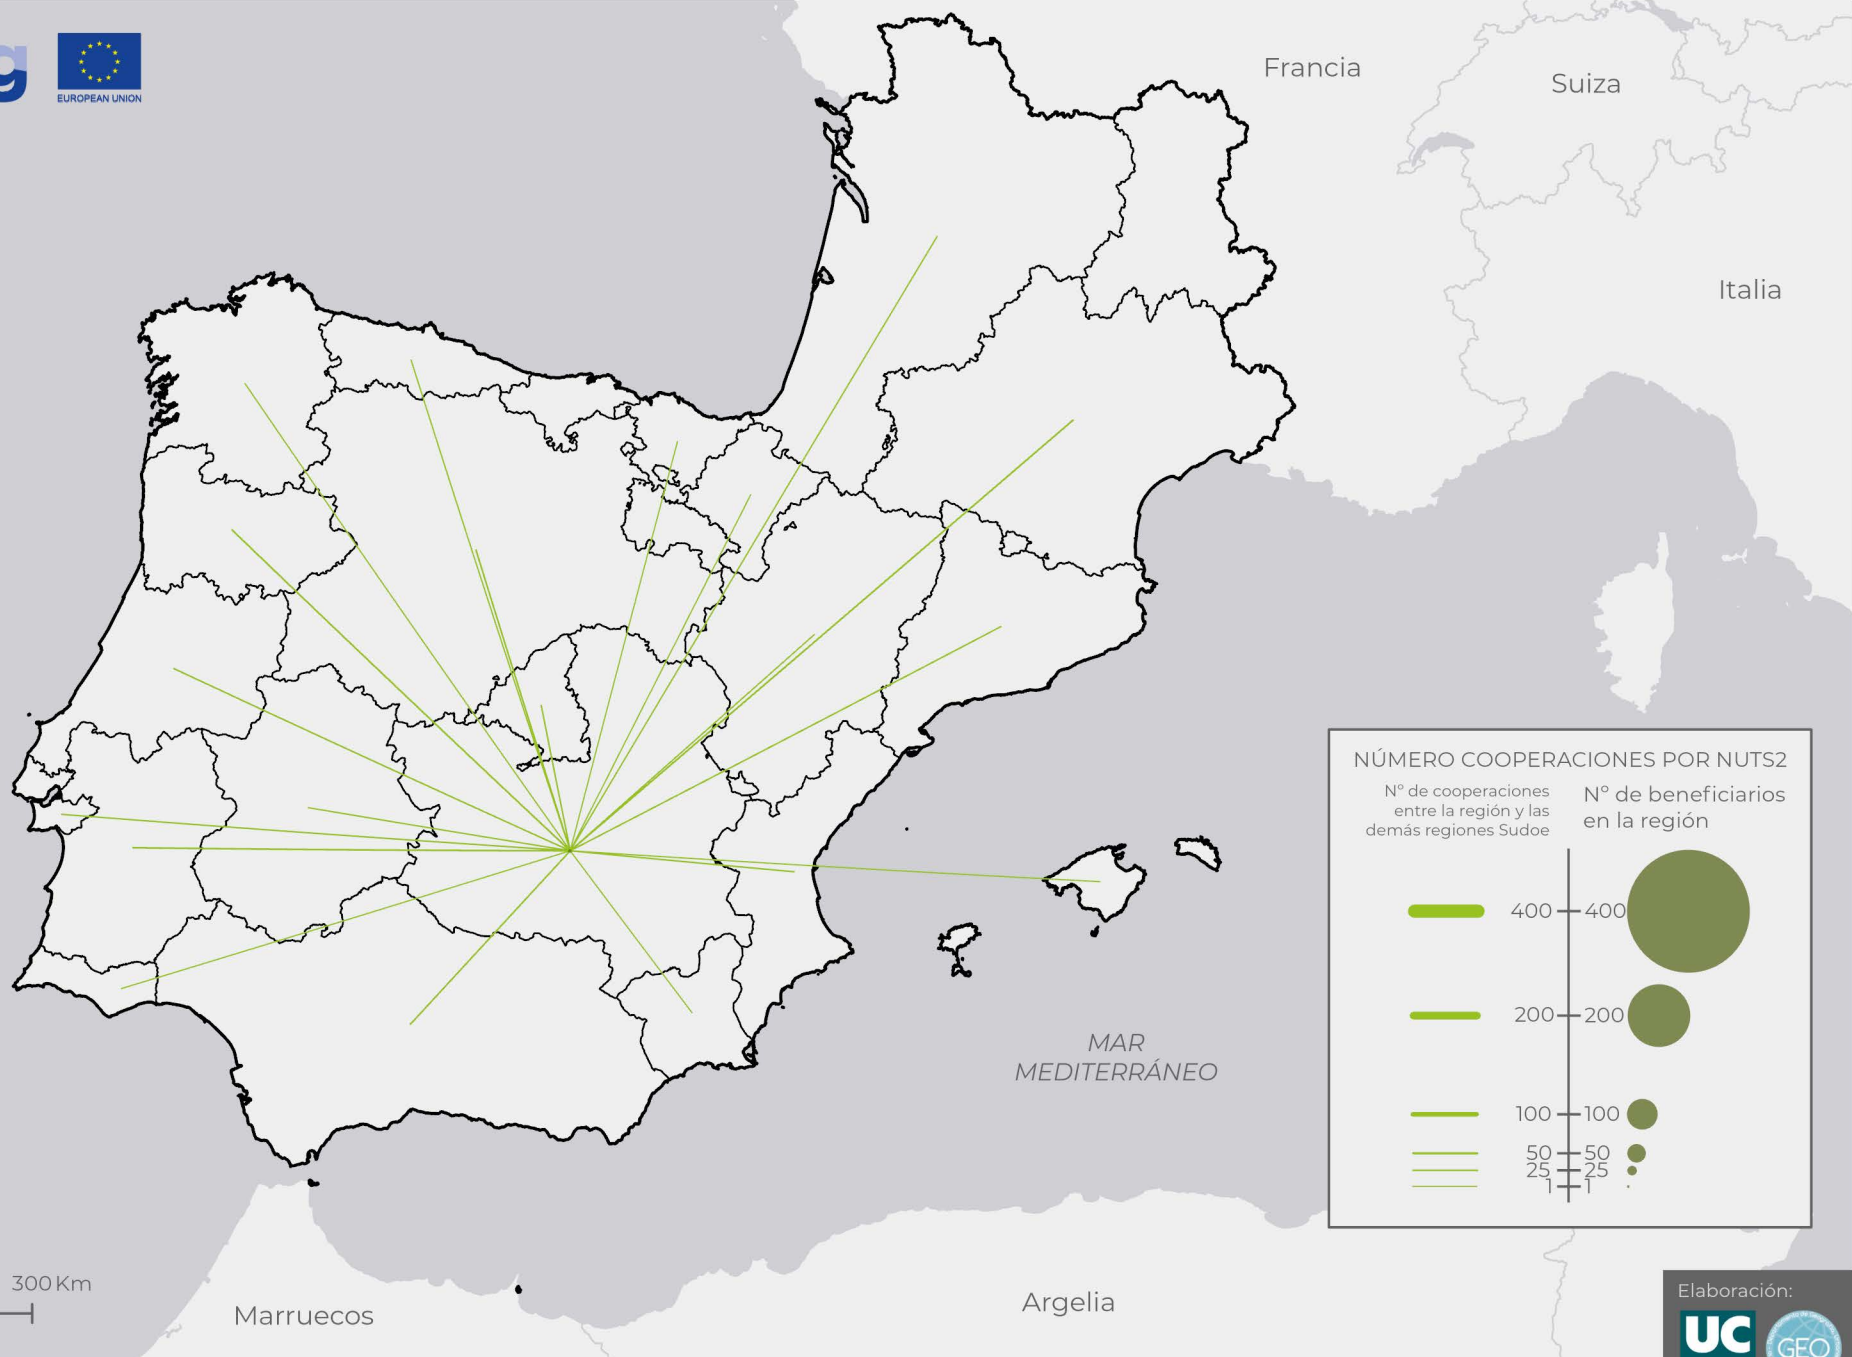 g
EUROPEAN UNION
Francia
Suiza
Italia
NÚMERO COOPERACIONES POR NUTS2
Nº de cooperaciones
entre la región y las
demás regiones Sudoe
Nº de beneficiarios
en la región
400 400
200 200
100 100
50 50
25 25
1 1
MAR
MEDITERRÁNEO
300 Km
Marruecos
Argelia
Elaboración:
UC
GEO